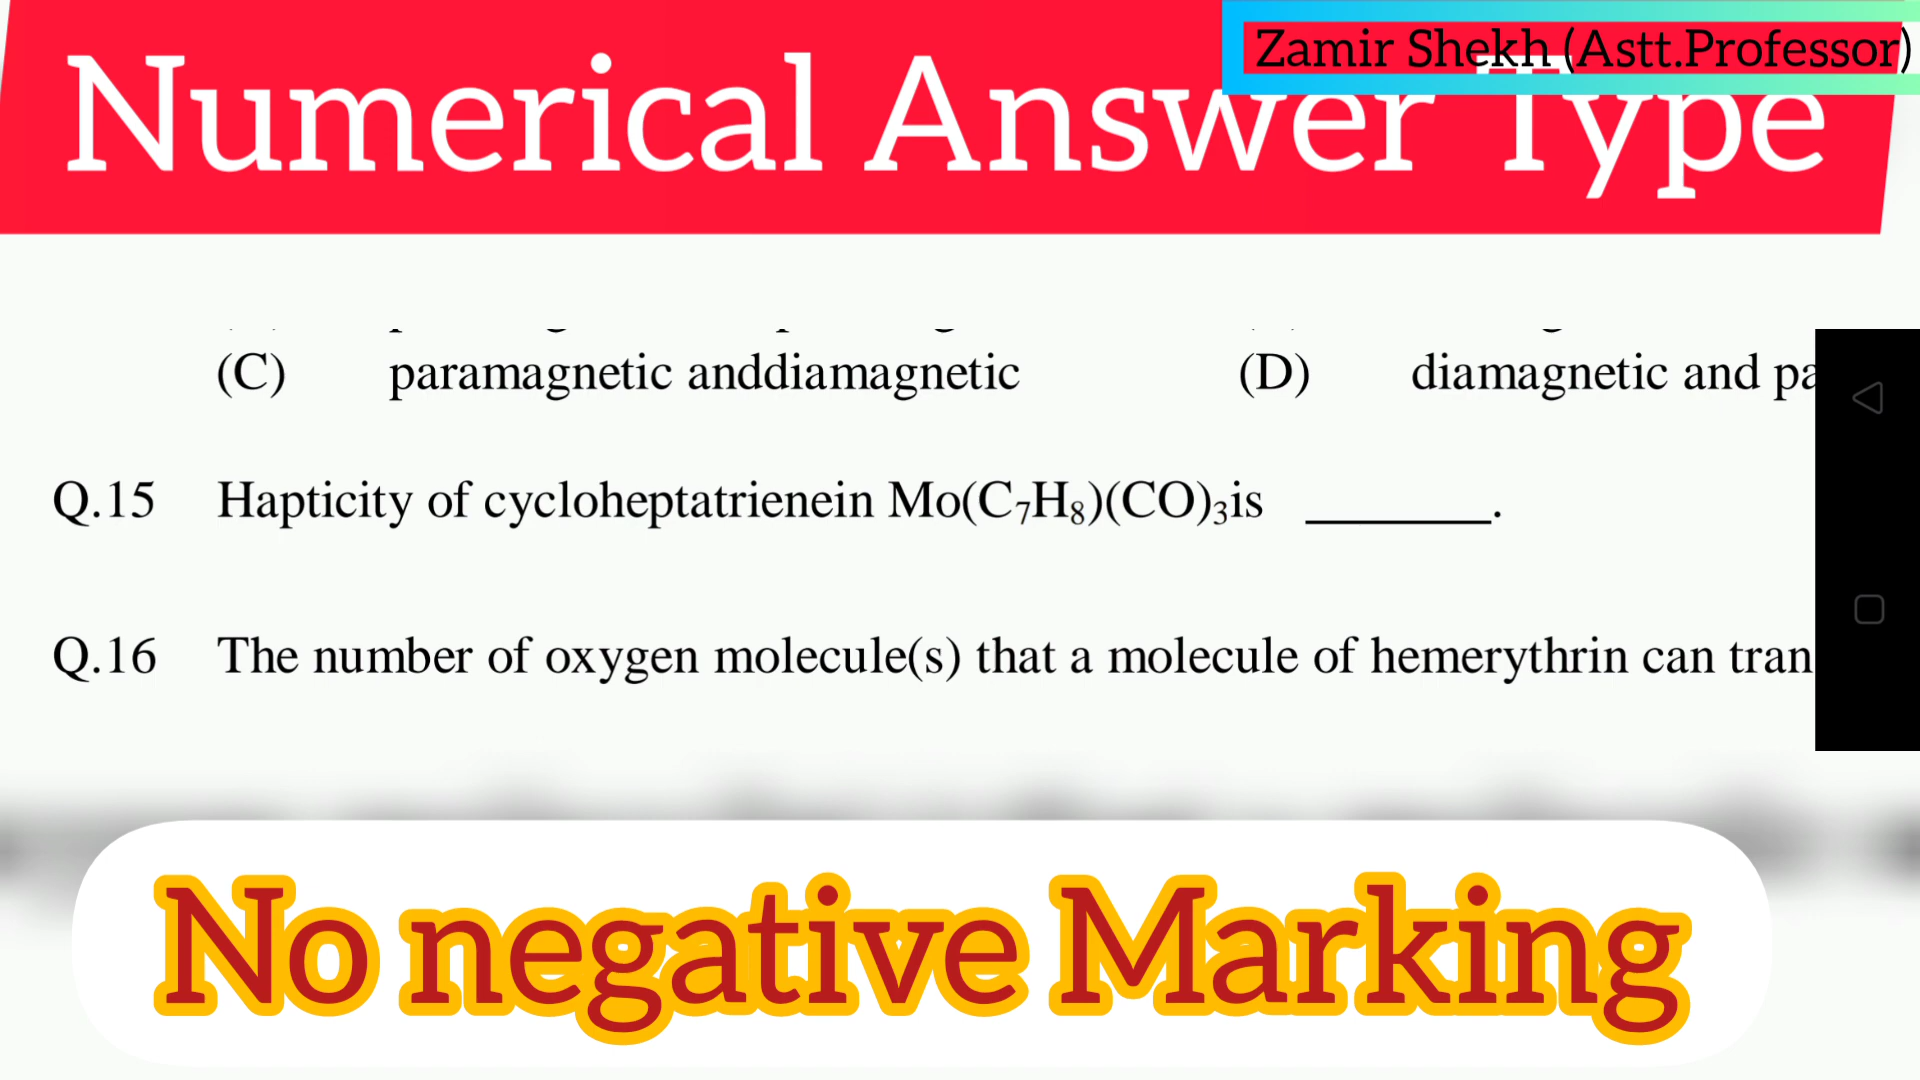 Zamir Shekh (Astt.Professor)
Numerical Answer Type
(C) paramagnetic anddiamagnetic (D) diamagnetic and pa
Q.15 Hapticity of cycloheptatrienein Mo(C₇H₈)(CO)₃is ______.
Q.16 The number of oxygen molecule(s) that a molecule of hemerythrin can tran
No negative Marking